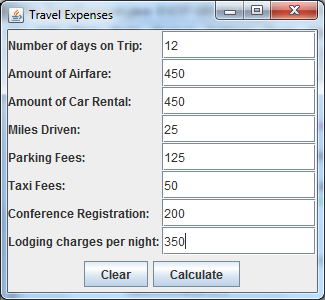 Travel Expenses
Number of days on Trip: 12
Amount of Airfare: 450
Amount of Car Rental: 450
Miles Driven: 25
Parking Fees: 125
Taxi Fees: 50
Conference Registration: 200
Lodging charges per night: 350
Clear Calculate